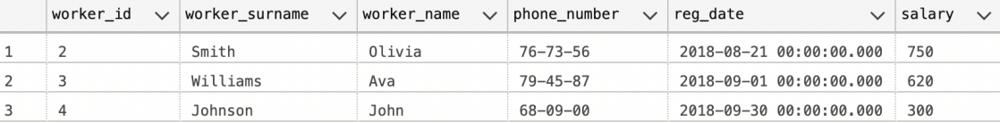 worker_id worker_surname worker_name phone_number reg_date salary
1 2 Smith Olivia 76-73-56 2018-08-21 00:00:00.000 750
2 3 Williams Ava 79-45-87 2018-09-01 00:00:00.000 620
3 4 Johnson John 68-09-00 2018-09-30 00:00:00.000 300